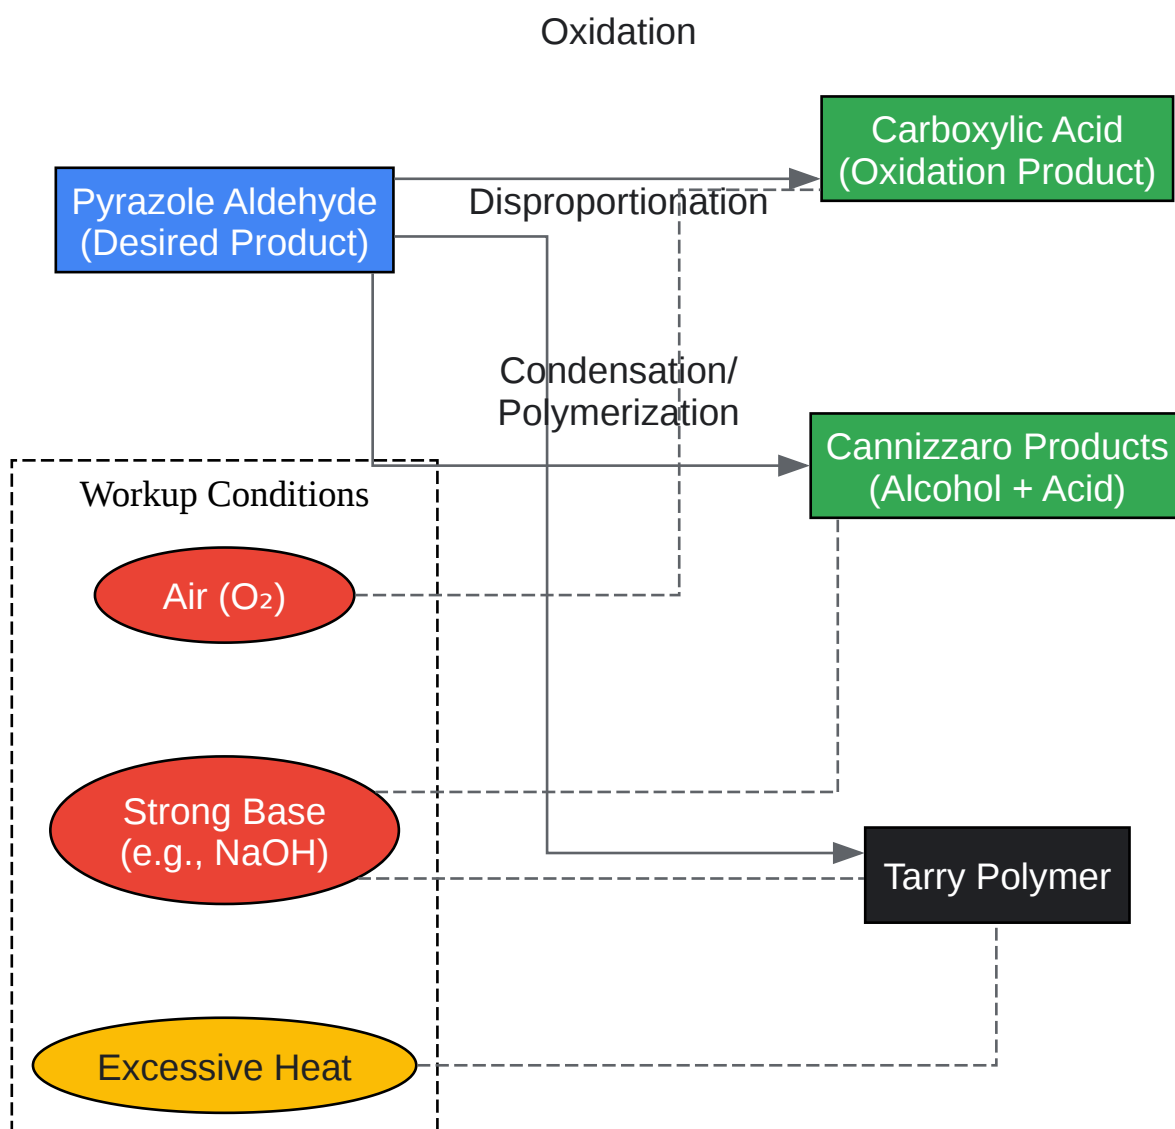 Oxidation
Carboxylic Acid
(Oxidation Product)
Pyrazole Aldehyde
(Desired Product)
Disproportionation
Condensation/
Polymerization
Cannizzaro Products
(Alcohol + Acid)
Workup Conditions
Air (O₂)
Strong Base
(e.g., NaOH)
Tarry Polymer
Excessive Heat